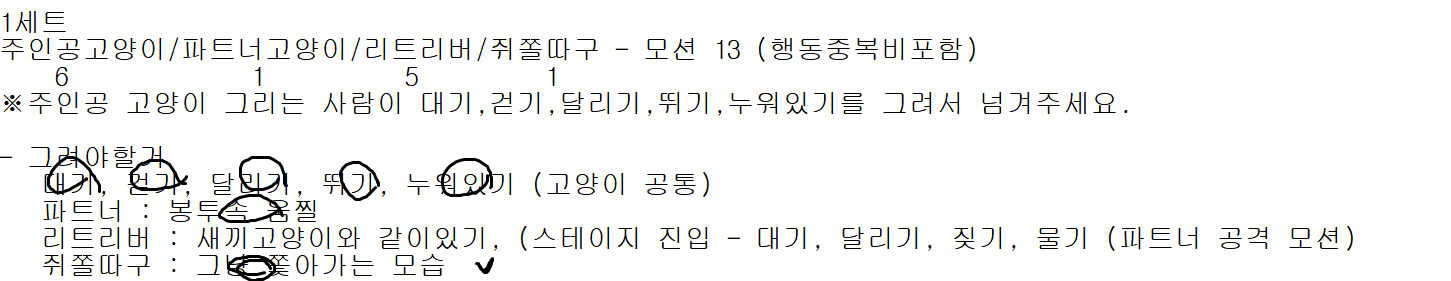 1세트
주인공고양이/파트너고양이/리트리버/쥐쫄따구 - 모션 13 (행동중복비포함)
6 1 5 1
※주인공 고양이 그리는 사람이 대기,걷기,달리기,뛰기,누워있기를 그려서 넘겨주세요.
- 그려야할거
대기, 걷기, 달리기, 뛰기, 누워있기 (고양이 공통)
파트너 : 봉투속 움찔
리트리버 : 새끼고양이와 같이있기, (스테이지 진입 - 대기, 달리기, 짖기, 물기 (파트너 공격 모션)
쥐쫄따구 : 그냥 쫓아가는 모습